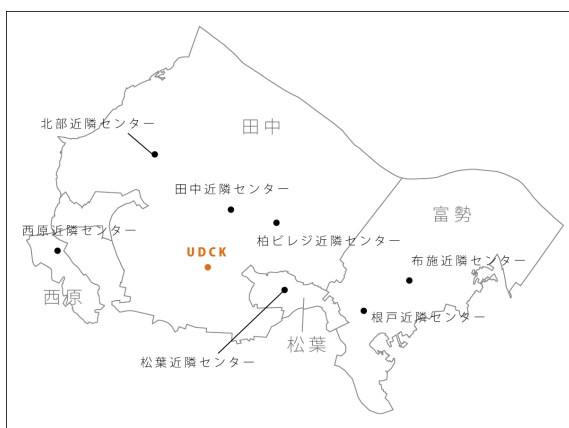 北部近隣センター
田中
田中近隣センター
富勢
西原近隣センター
柏ビレジ近隣センター
UDCK
布施近隣センター
西原
根戸近隣センター
松葉
松葉近隣センター